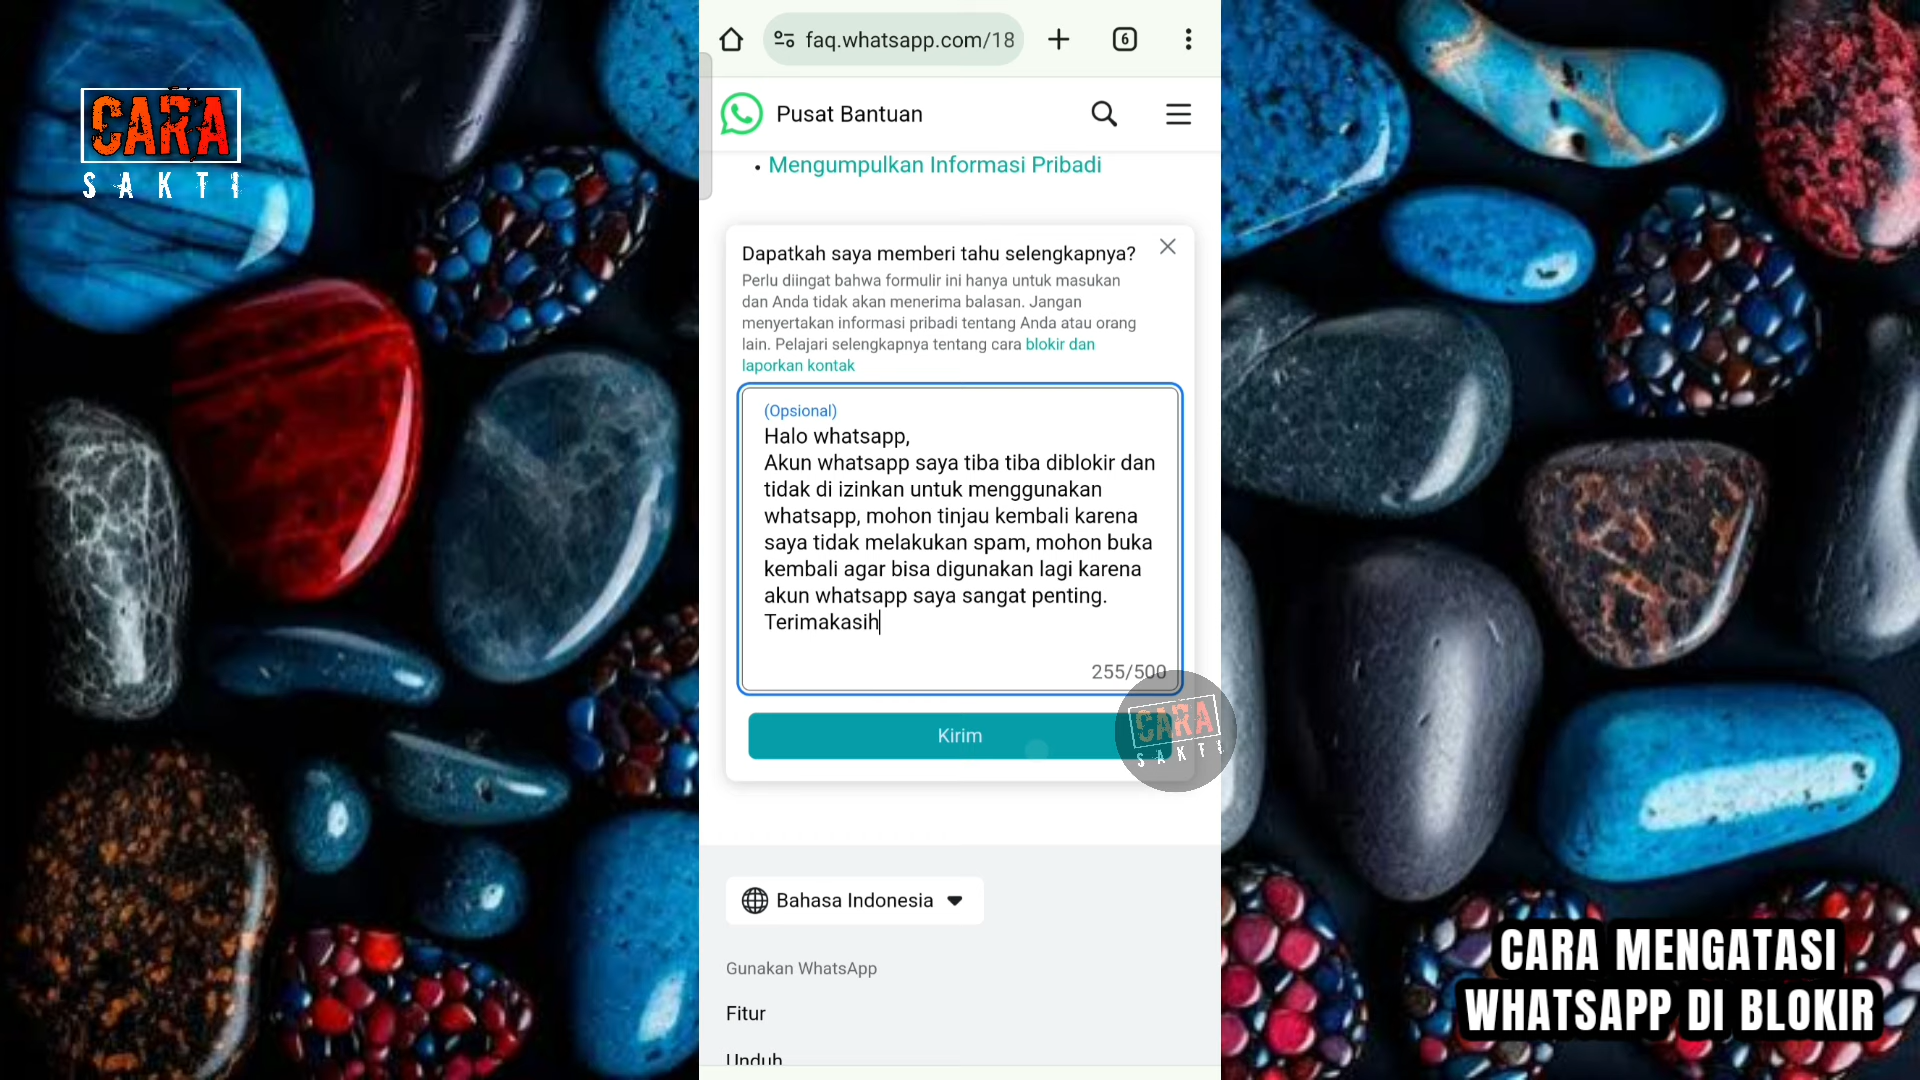 CARA
SAKTI
faq.whatsapp.com/18
6
Pusat Bantuan
• Mengumpulkan Informasi Pribadi
Dapatkah saya memberi tahu selengkapnya?
Perlu diingat bahwa formulir ini hanya untuk masukan
dan Anda tidak akan menerima balasan. Jangan
menyertakan informasi pribadi tentang Anda atau orang
lain. Pelajari selengkapnya tentang cara blokir dan
laporkan kontak
(Opsional)
Halo whatsapp,
Akun whatsapp saya tiba tiba diblokir dan
tidak di izinkan untuk menggunakan
whatsapp, mohon tinjau kembali karena
saya tidak melakukan spam, mohon buka
kembali agar bisa digunakan lagi karena
akun whatsapp saya sangat penting.
Terimakasih
255/500
Kirim
CARA
SAKTI
Bahasa Indonesia
Gunakan WhatsApp
Fitur
Unduh
CARA MENGATASI
WHATSAPP DI BLOKIR